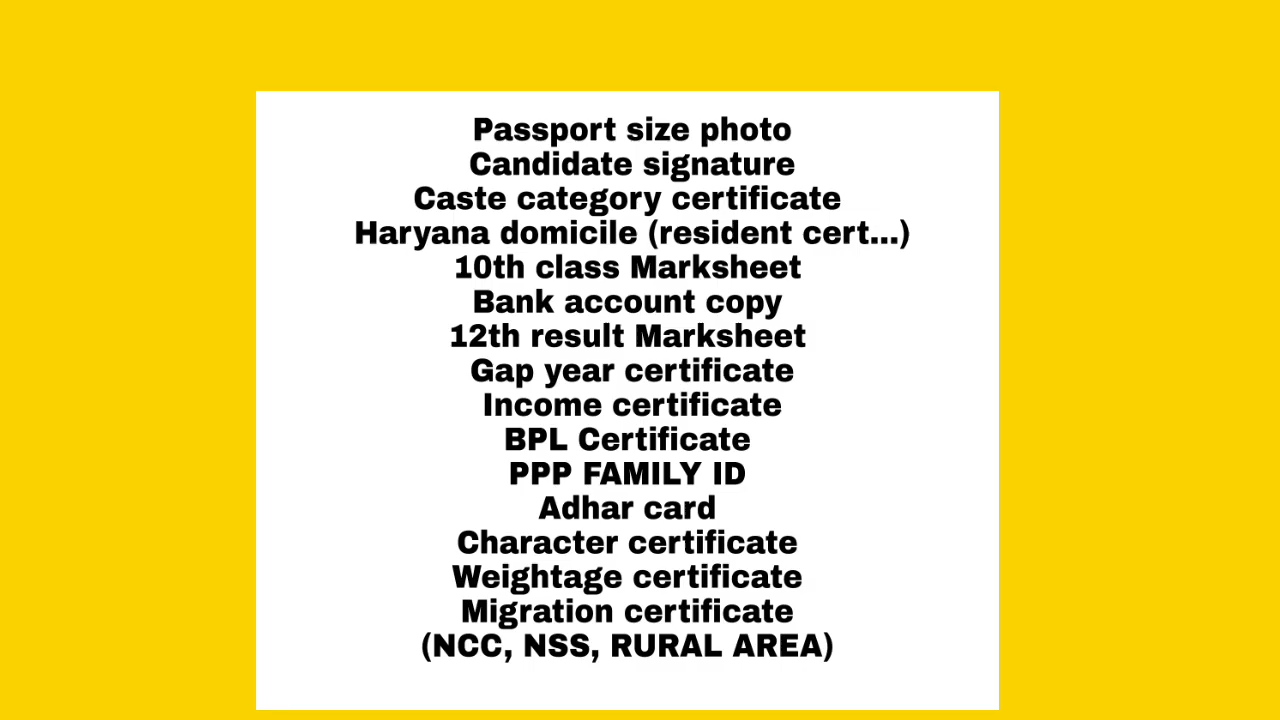 Passport size photo
Candidate signature
Caste category certificate
Haryana domicile (resident cert...)
10th class Marksheet
Bank account copy
12th result Marksheet
Gap year certificate
Income certificate
BPL Certificate
PPP FAMILY ID
Adhar card
Character certificate
Weightage certificate
Migration certificate
(NCC, NSS, RURAL AREA)